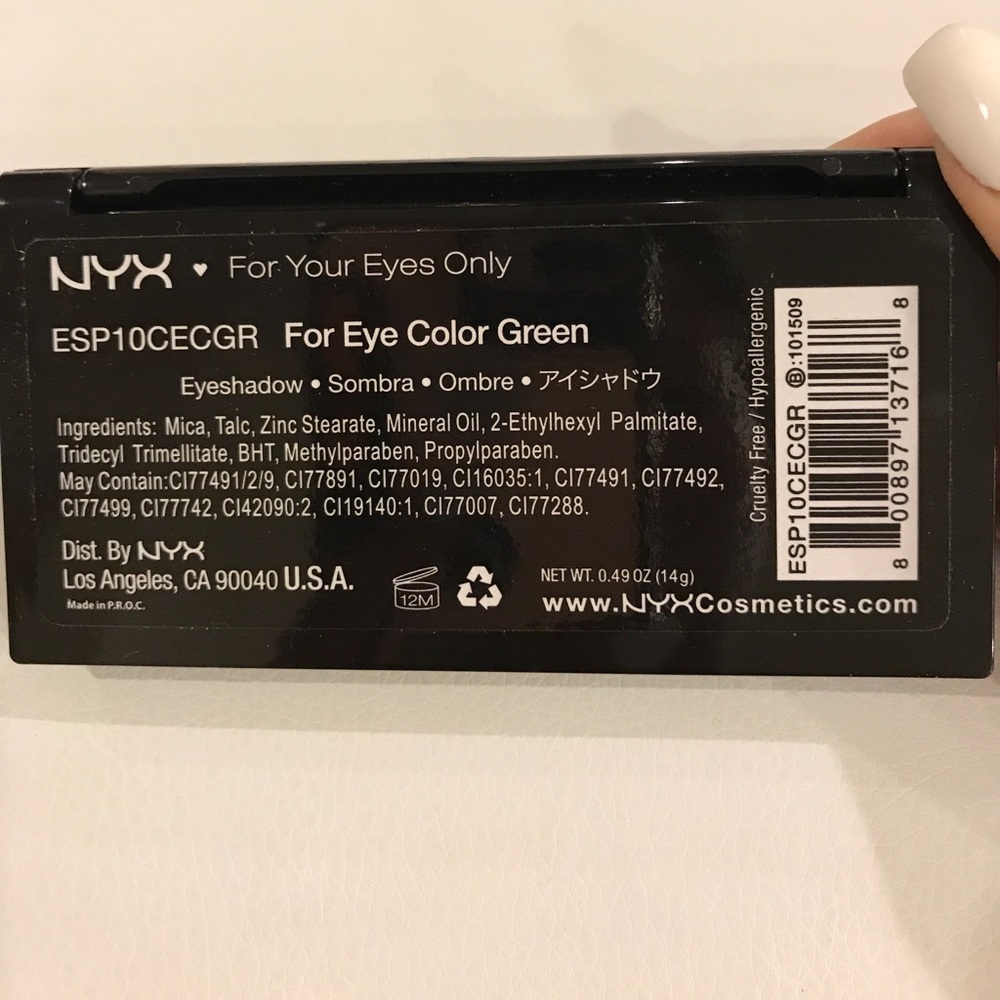 NYX ♥ For Your Eyes Only
ESP10CECGR For Eye Color Green
Eyeshadow • Sombra • Ombre • アイシャドウ
Ingredients: Mica, Talc, Zinc Stearate, Mineral Oil, 2-Ethylhexyl Palmitate,
Tridecyl Trimellitate, BHT, Methylparaben, Propylparaben.
May Contain:CI77491/2/9, CI77891, CI77019, CI16035:1, CI77491, CI77492,
CI77499, CI77742, CI42090:2, CI19140:1, CI77007, CI77288.
Dist. By NYX
Los Angeles, CA 90040 U.S.A.
Made in P.R.C.
12M
NET WT. 0.49 OZ (14g)
www.NYXCosmetics.com
Cruelty Free / Hypoallergenic
ESP10CECGR Ⓑ:101509
8 00897 13716 8